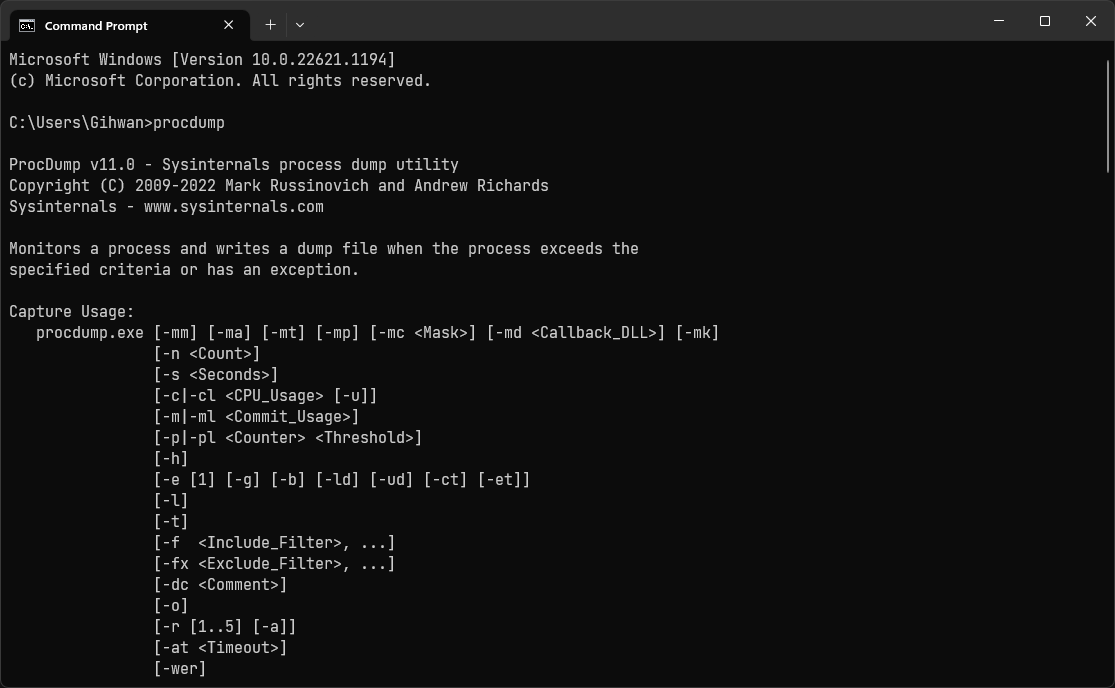 Command Prompt
Microsoft Windows [Version 10.0.22621.1194]
(c) Microsoft Corporation. All rights reserved.
C:\Users\Gihwan>procdump
ProcDump v11.0 - Sysinternals process dump utility
Copyright (C) 2009-2022 Mark Russinovich and Andrew Richards
Sysinternals - www.sysinternals.com
Monitors a process and writes a dump file when the process exceeds the
specified criteria or has an exception.
Capture Usage:
   procdump.exe [-mm] [-ma] [-mt] [-mp] [-mc <Mask>] [-md <Callback_DLL>] [-mk]
                [-n <Count>]
                [-s <Seconds>]
                [-c|-cl <CPU_Usage> [-u]]
                [-m|-ml <Commit_Usage>]
                [-p|-pl <Counter> <Threshold>]
                [-h]
                [-e [1] [-g] [-b] [-ld] [-ud] [-ct] [-et]]
                [-l]
                [-t]
                [-f  <Include_Filter>, ...]
                [-fx <Exclude_Filter>, ...]
                [-dc <Comment>]
                [-o]
                [-r [1..5] [-a]]
                [-at <Timeout>]
                [-wer]